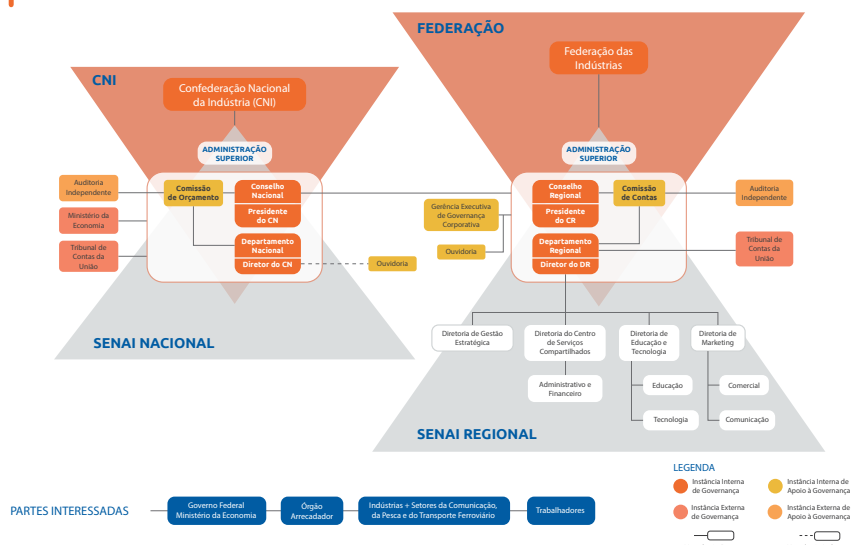 CNI
Confederação Nacional
da Indústria (CNI)
ADMINISTRAÇÃO
SUPERIOR
Auditoria
Independente
Ministério da
Economia
Tribunal de
Contas da
União
Comissão
de Orçamento
Conselho
Nacional
Presidente
do CN
Departamento
Nacional
Diretor do CN
Ouvidoria
SENAI NACIONAL
FEDERAÇÃO
Federação das
Indústrias
ADMINISTRAÇÃO
SUPERIOR
Gerência Executiva
de Governança
Corporativa
Ouvidoria
Conselho
Regional
Presidente
do CR
Departamento
Regional
Diretor do DR
Comissão
de Contas
Auditoria
Independente
Tribunal de
Contas da
União
Diretoria de Gestão
Estratégica
Diretoria do Centro
de Serviços
Compartilhados
Administrativo e
Financeiro
Diretoria de
Educação e
Tecnologia
Educação
Tecnologia
Diretoria de
Marketing
Comercial
Comunicação
SENAI REGIONAL
PARTES INTERESSADAS
Governo Federal
Ministério da Economia
Órgão
Arrecadador
Indústrias + Setores da Comunicação,
da Pesca e do Transporte Ferroviário
Trabalhadores
LEGENDA
Instância Interna
de Governança
Instância Interna de
Apoio à Governança
Instância Externa
de Governança
Instância Externa de
Apoio à Governança